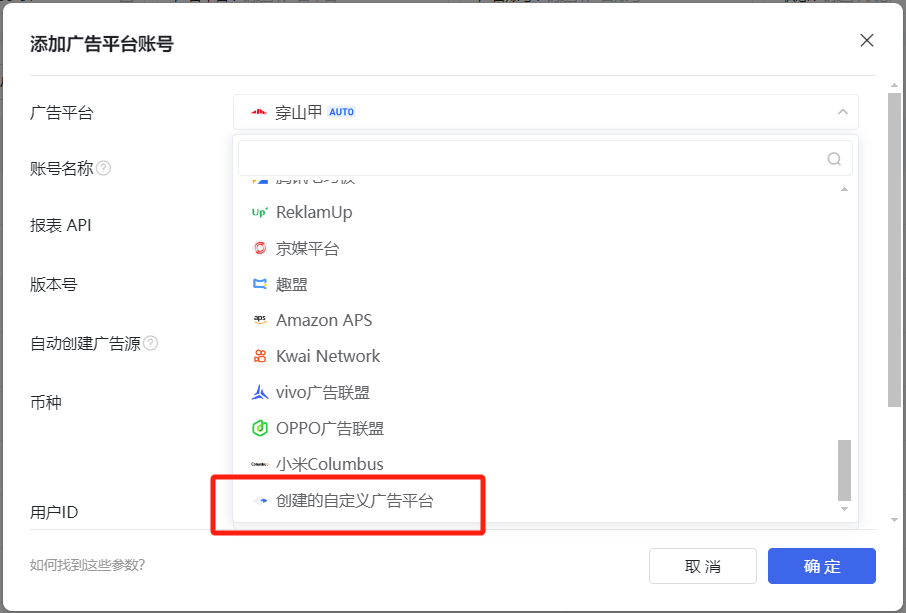 添加广告平台账号
广告平台
穿山甲 AUTO
账号名称
ReklamUp
报表 API
京媒平台
版本号
趣盟
Amazon APS
自动创建广告源
Kwai Network
币种
vivo广告联盟
OPPO广告联盟
小米Columbus
创建的自定义广告平台
用户ID
如何找到这些参数?
取 消
确 定